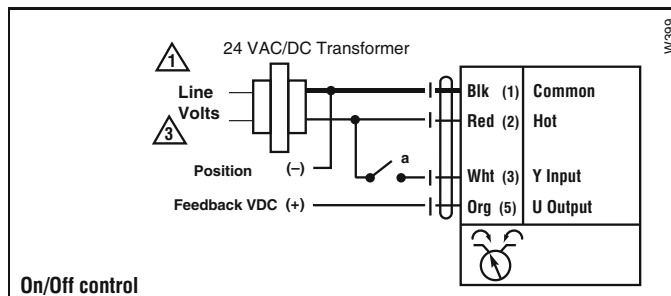 W399
24 VAC/DC Transformer
1
Line
Volts
3
Blk (1) Common
Red (2) Hot
a
Position (–)
Wht (3) Y Input
Feedback VDC (+)
Org (5) U Output
On/Off control